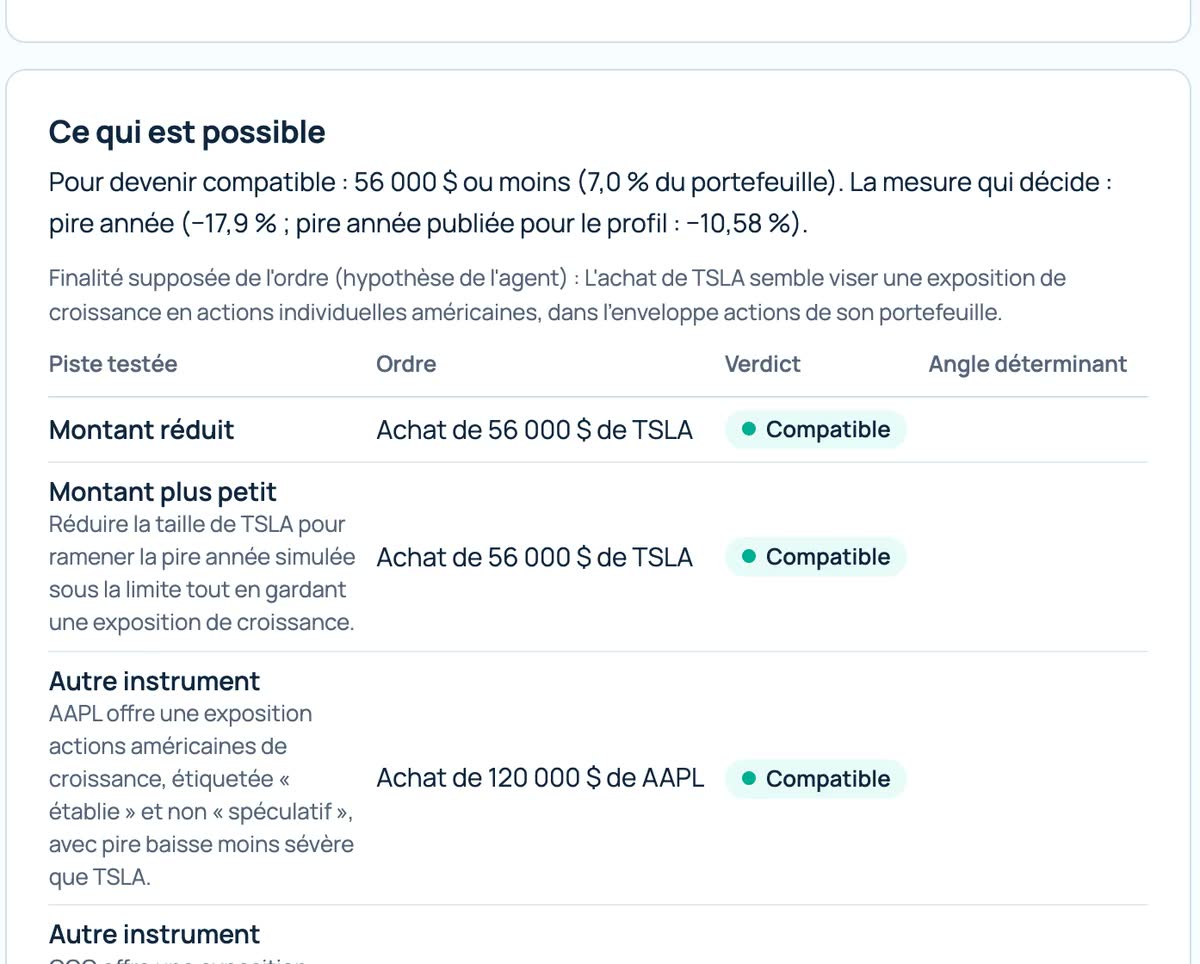 Ce qui est possible
Pour devenir compatible : 56 000 $ ou moins (7,0 % du portefeuille). La mesure qui décide :
pire année (−17,9 % ; pire année publiée pour le profil : −10,58 %).
Finalité supposée de l'ordre (hypothèse de l'agent) : L'achat de TSLA semble viser une exposition de
croissance en actions individuelles américaines, dans l'enveloppe actions de son portefeuille.
Piste testée Ordre Verdict Angle déterminant
Montant réduit Achat de 56 000 $ de TSLA Compatible
Montant plus petit
Réduire la taille de TSLA pour
ramener la pire année simulée
sous la limite tout en gardant
une exposition de croissance.
Achat de 56 000 $ de TSLA Compatible
Autre instrument
AAPL offre une exposition
actions américaines de
croissance, étiquetée «
établie » et non « spéculatif »,
avec pire baisse moins sévère
que TSLA.
Achat de 120 000 $ de AAPL Compatible
Autre instrument